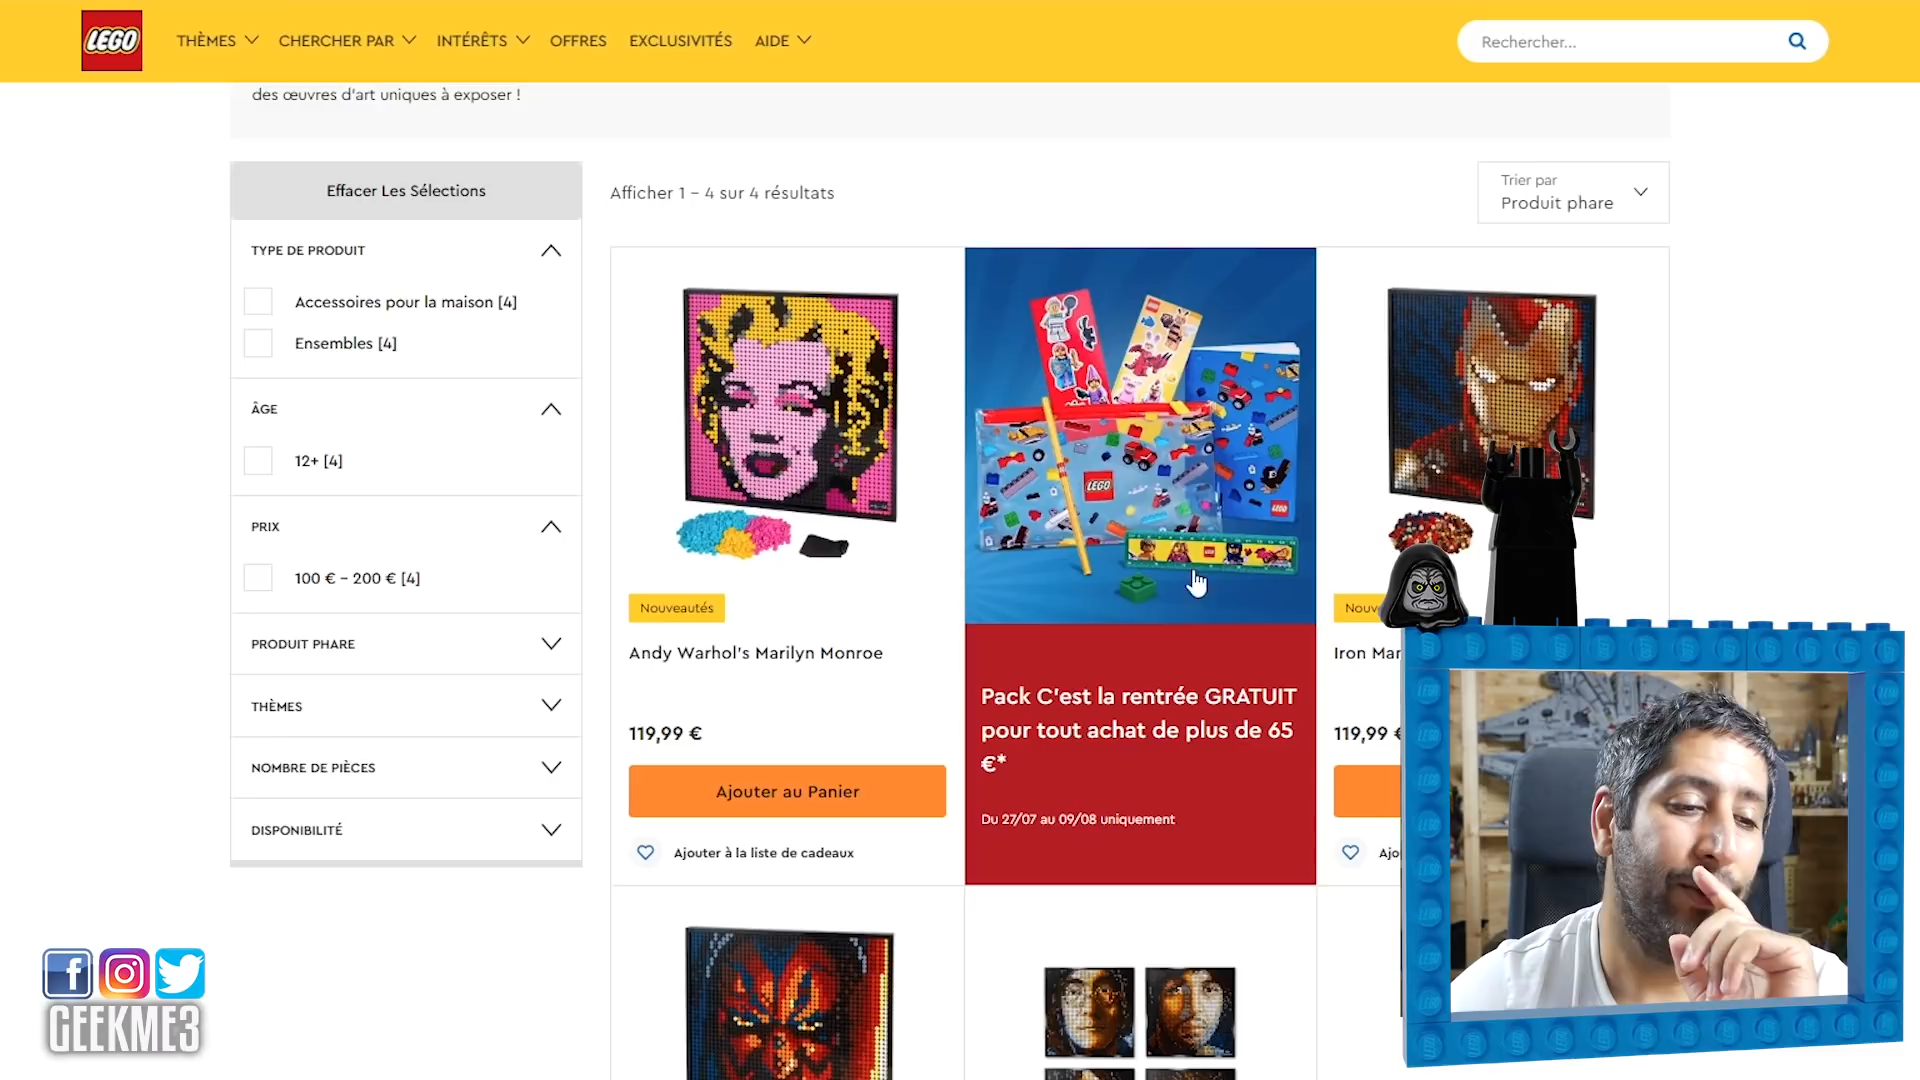 LEGO
THÈMES
CHERCHER PAR
INTÉRÊTS
OFFRES
EXCLUSIVITÉS
AIDE
Rechercher...
des œuvres d'art uniques à exposer !
Effacer Les Sélections
Afficher 1 - 4 sur 4 résultats
Trier par
Produit phare
TYPE DE PRODUIT
Accessoires pour la maison [4]
Ensembles [4]
ÂGE
12+ [4]
PRIX
100 € - 200 € [4]
PRODUIT PHARE
THÈMES
NOMBRE DE PIÈCES
DISPONIBILITÉ
Nouveautés
Andy Warhol's Marilyn Monroe
119,99 €
Ajouter au Panier
Ajouter à la liste de cadeaux
LEGO
LEGO
Pack C'est la rentrée GRATUIT
pour tout achat de plus de 65
€*
Du 27/07 au 09/08 uniquement
Nouv
Iron Mar
119,99 €
Ajo
GEEKME3